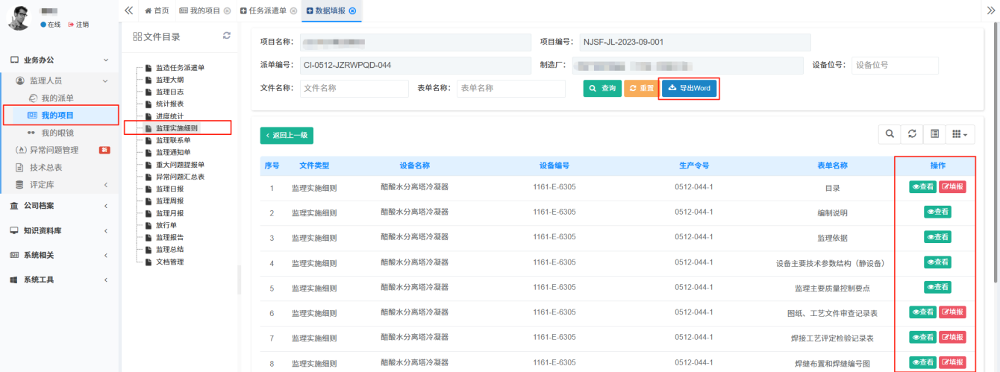 首页 我的项目 任务派遣单 数据填报
在线 注销
业务办公
监理人员
我的派单
我的项目
我的眼镜
异常问题管理 新
技术总表
评定库
公司档案
知识资料库
系统相关
系统工具
文件目录
监造任务派遣单
监理大纲
监理日志
统计报表
进度统计
监理实施细则
监理联系单
监理通知单
重大问题提报单
异常问题汇总表
监理日报
监理周报
监理月报
放行单
监理报告
监理总结
文档管理
项目名称： 项目编号： NJSF-JL-2023-09-001
派单编号： CI-0512-JZRWPQD-044 制造厂： 设备位号： 设备位号
文件名称： 文件名称 表单名称： 表单名称 查询 重置 导出Word
返回上一级
序号 文件类型 设备名称 设备编号 生产令号 表单名称 操作
1 监理实施细则 醋酸水分离塔冷凝器 1161-E-6305 0512-044-1 目录 查看 填报
2 监理实施细则 醋酸水分离塔冷凝器 1161-E-6305 0512-044-1 编制说明 查看
3 监理实施细则 醋酸水分离塔冷凝器 1161-E-6305 0512-044-1 监理依据 查看
4 监理实施细则 醋酸水分离塔冷凝器 1161-E-6305 0512-044-1 设备主要技术参数结构（静设备） 查看
5 监理实施细则 醋酸水分离塔冷凝器 1161-E-6305 0512-044-1 监理主要质量控制要点 查看
6 监理实施细则 醋酸水分离塔冷凝器 1161-E-6305 0512-044-1 图纸、工艺文件审查记录表 查看 填报
7 监理实施细则 醋酸水分离塔冷凝器 1161-E-6305 0512-044-1 焊接工艺评定检验记录表 查看 填报
8 监理实施细则 醋酸水分离塔冷凝器 1161-E-6305 0512-044-1 焊缝布置和焊缝编号图 查看 填报